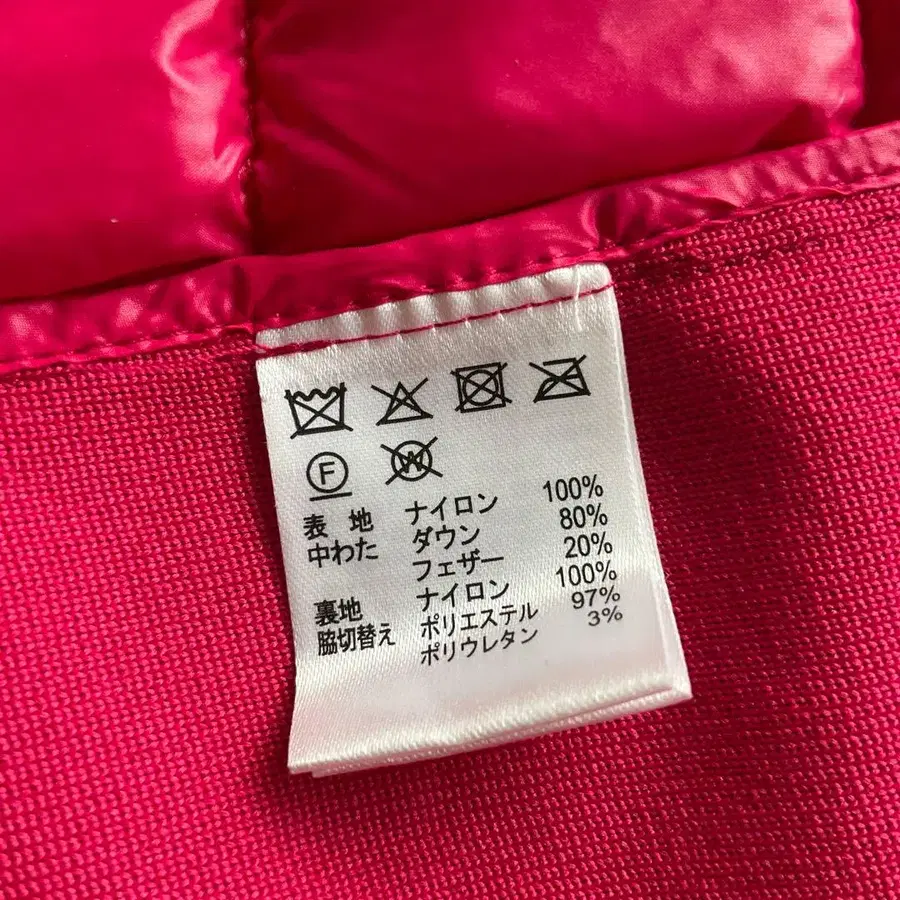 F W
表 地 ナイロン 100%
中わた ダウン 80%
フェザー 20%
裏地 ナイロン 100%
脇切替え ポリエステル 97%
ポリウレタン 3%